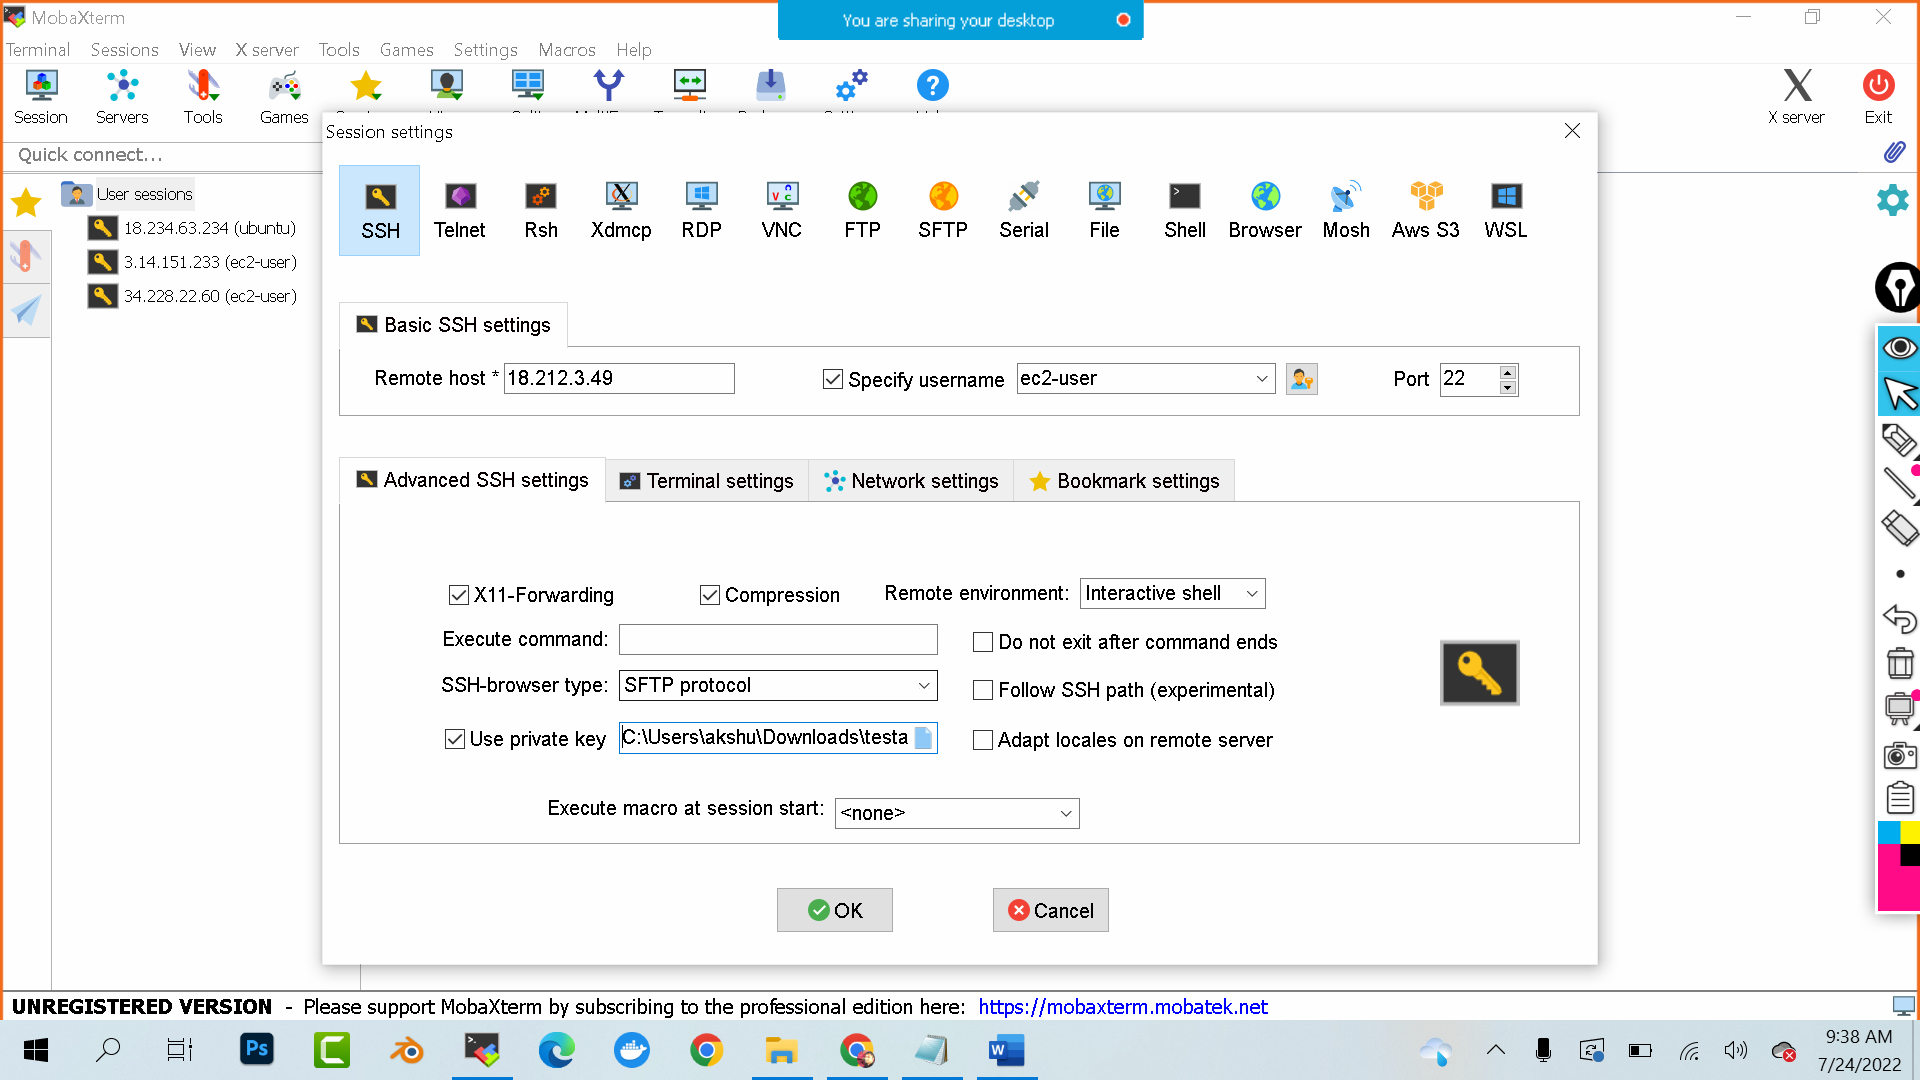 MobaXterm
You are sharing your desktop
Terminal Sessions View X server Tools Games Settings Macros Help
Session Servers Tools Games X server Exit
Quick connect...
User sessions
18.234.63.234 (ubuntu)
3.14.151.233 (ec2-user)
34.228.22.60 (ec2-user)
Session settings
SSH Telnet Rsh Xdmcp RDP VNC FTP SFTP Serial File Shell Browser Mosh Aws S3 WSL
Basic SSH settings
Remote host * 18.212.3.49 Specify username ec2-user Port 22
Advanced SSH settings Terminal settings Network settings Bookmark settings
X11-Forwarding Compression Remote environment: Interactive shell
Execute command: Do not exit after command ends
SSH-browser type: SFTP protocol Follow SSH path (experimental)
Use private key C:\Users\akshu\Downloads\testa Adapt locales on remote server
Execute macro at session start: <none>
OK Cancel
UNREGISTERED VERSION - Please support MobaXterm by subscribing to the professional edition here: https://mobaxterm.mobatek.net
9:38 AM
7/24/2022